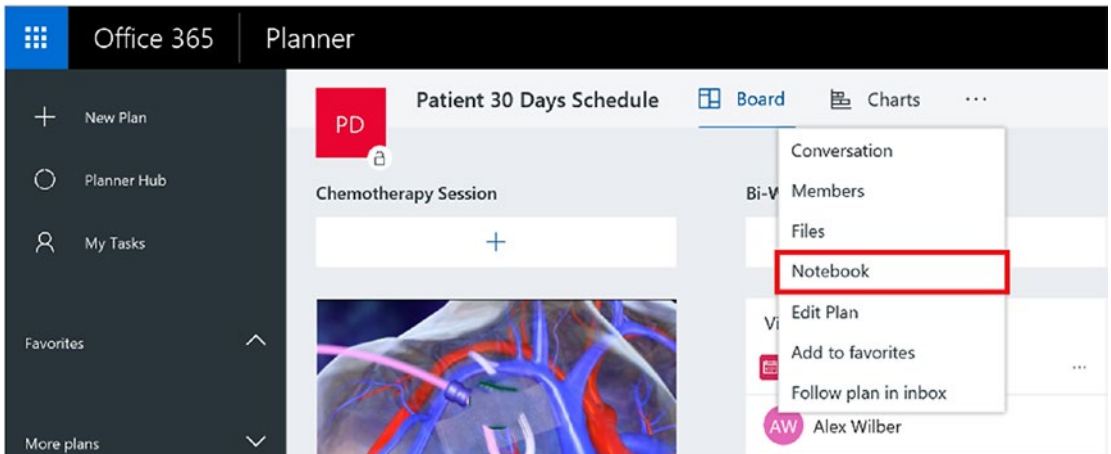 Office 365
Planner
New Plan
Planner Hub
My Tasks
Favorites
More plans
PD
Patient 30 Days Schedule
Board
Charts
...
Chemotherapy Session
+
Bi-W
Conversation
Members
Files
Notebook
Edit Plan
Add to favorites
Follow plan in inbox
Vi
...
AW
Alex Wilber